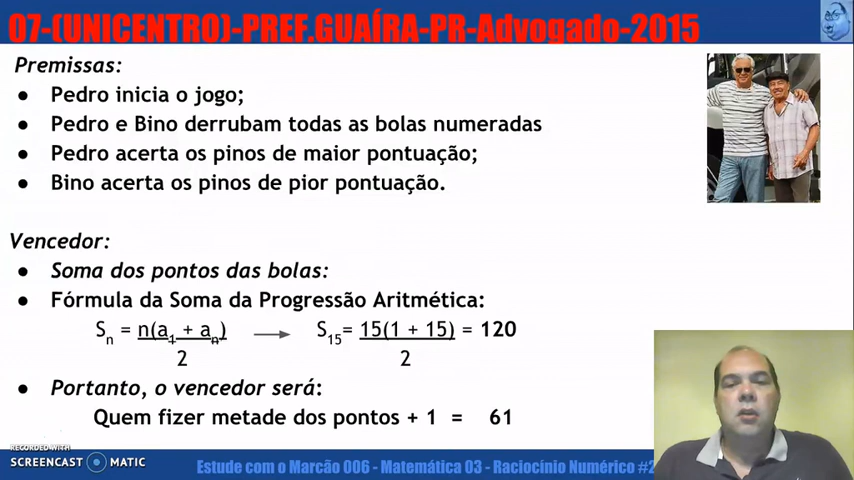 07-(UNICENTRO)-PREF.GUAÍRA-PR-Advogado-2015
Premissas:
● Pedro inicia o jogo;
● Pedro e Bino derrubam todas as bolas numeradas
● Pedro acerta os pinos de maior pontuação;
● Bino acerta os pinos de pior pontuação.
Vencedor:
● Soma dos pontos das bolas:
● Fórmula da Soma da Progressão Aritmética:
Sn = n(a1 + an) → S15= 15(1 + 15) = 120
2 2
● Portanto, o vencedor será:
Quem fizer metade dos pontos + 1 = 61
RECORDED WITH
SCREENCAST MATIC
Estude com o Marcão 006 - Matemática 03 - Raciocínio Numérico #2